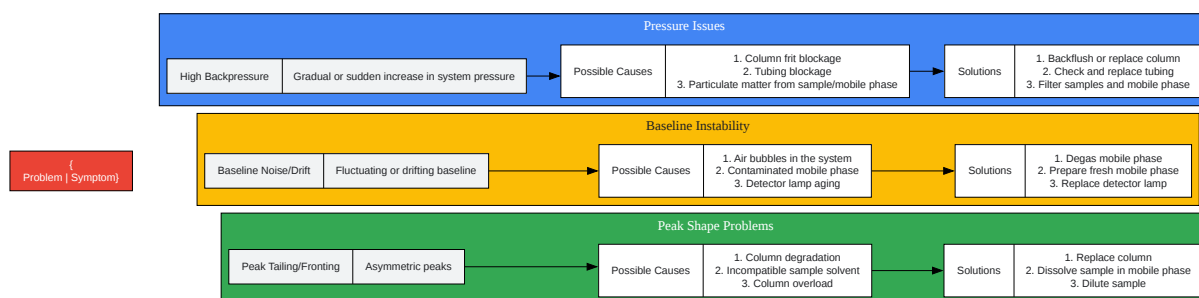 Pressure Issues
High Backpressure
Gradual or sudden increase in system pressure
Possible Causes
1. Column frit blockage
2. Tubing blockage
3. Particulate matter from sample/mobile phase
Solutions
1. Backflush or replace column
2. Check and replace tubing
3. Filter samples and mobile phase
{
Problem | Symptom}
Baseline Instability
Baseline Noise/Drift
Fluctuating or drifting baseline
Possible Causes
1. Air bubbles in the system
2. Contaminated mobile phase
3. Detector lamp aging
Solutions
1. Degas mobile phase
2. Prepare fresh mobile phase
3. Replace detector lamp
Peak Shape Problems
Peak Tailing/Fronting
Asymmetric peaks
Possible Causes
1. Column degradation
2. Incompatible sample solvent
3. Column overload
Solutions
1. Replace column
2. Dissolve sample in mobile phase
3. Dilute sample